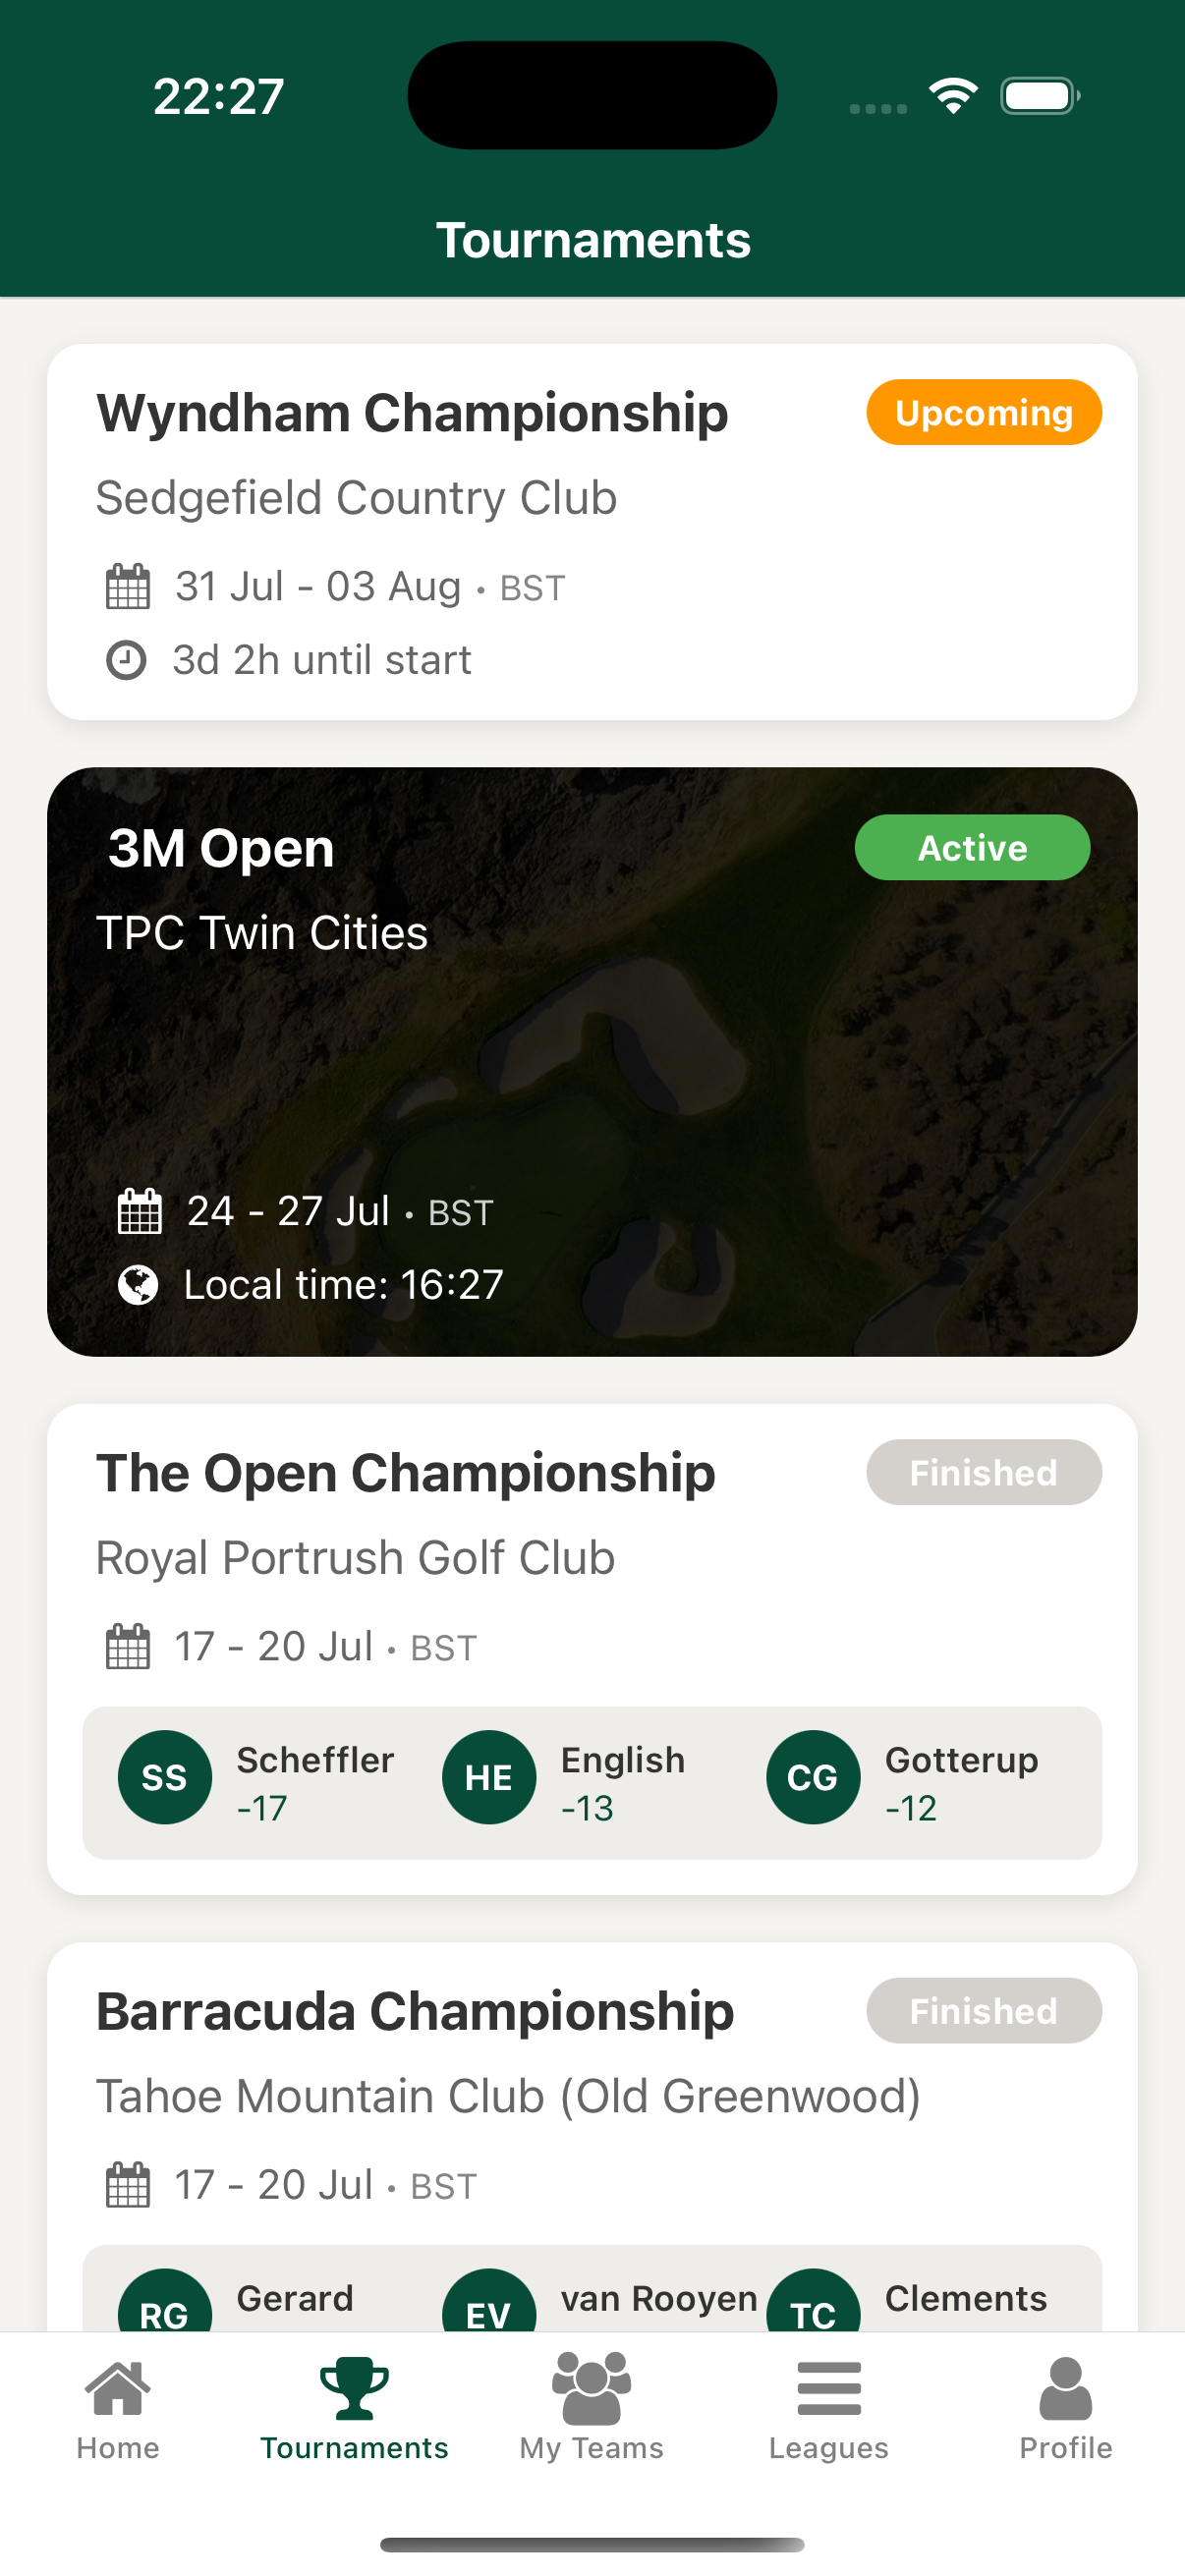 22:27
Tournaments
Wyndham Championship
Upcoming
Sedgefield Country Club
31 Jul - 03 Aug • BST
3d 2h until start
3M Open
Active
TPC Twin Cities
24 - 27 Jul • BST
Local time: 16:27
The Open Championship
Finished
Royal Portrush Golf Club
17 - 20 Jul • BST
SS Scheffler HE English CG Gotterup
-17 -13 -12
Barracuda Championship
Finished
Tahoe Mountain Club (Old Greenwood)
17 - 20 Jul • BST
RG Gerard EV van Rooyen TC Clements
Home Tournaments My Teams Leagues Profile